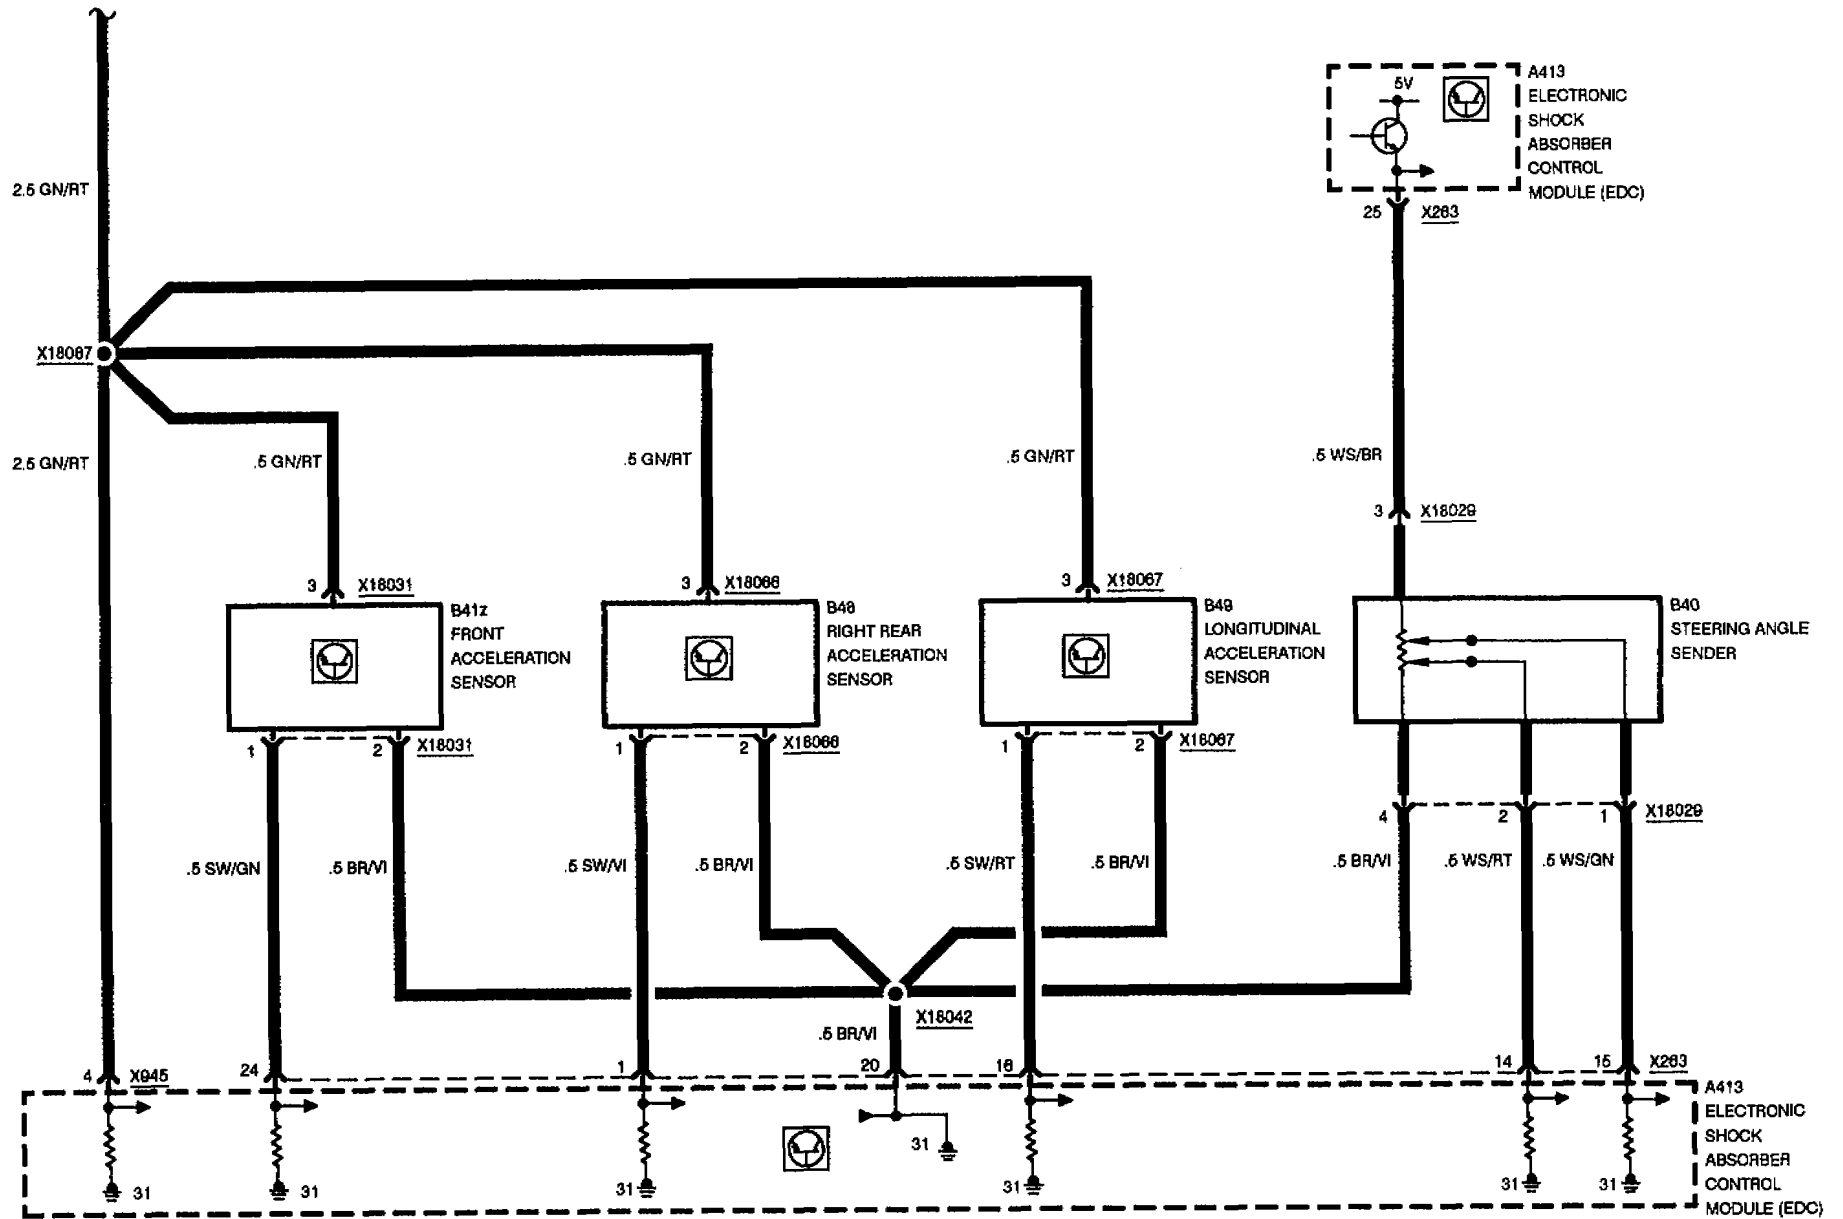 5V
A413
ELECTRONIC
SHOCK
ABSORBER
CONTROL
MODULE (EDC)
25 X263
2.5 GN/RT
X18087
2.5 GN/RT
.5 GN/RT
.5 GN/RT
.5 GN/RT
.5 WS/BR
3 X18029
3 X18031
B41z
FRONT
ACCELERATION
SENSOR
3 X18066
B48
RIGHT REAR
ACCELERATION
SENSOR
3 X18067
B49
LONGITUDINAL
ACCELERATION
SENSOR
B40
STEERING ANGLE
SENDER
1 2 X18031
1 2 X18066
1 2 X18067
4 2 1 X18029
.5 SW/GN
.5 BR/VI
.5 SW/VI
.5 BR/VI
.5 SW/RT
.5 BR/VI
.5 BR/VI
.5 WS/RT
.5 WS/GN
X18042
.5 BR/VI
4 X945
24
1
20
16
14
15 X263
31
31
31
31
31
31
31
A413
ELECTRONIC
SHOCK
ABSORBER
CONTROL
MODULE (EDC)